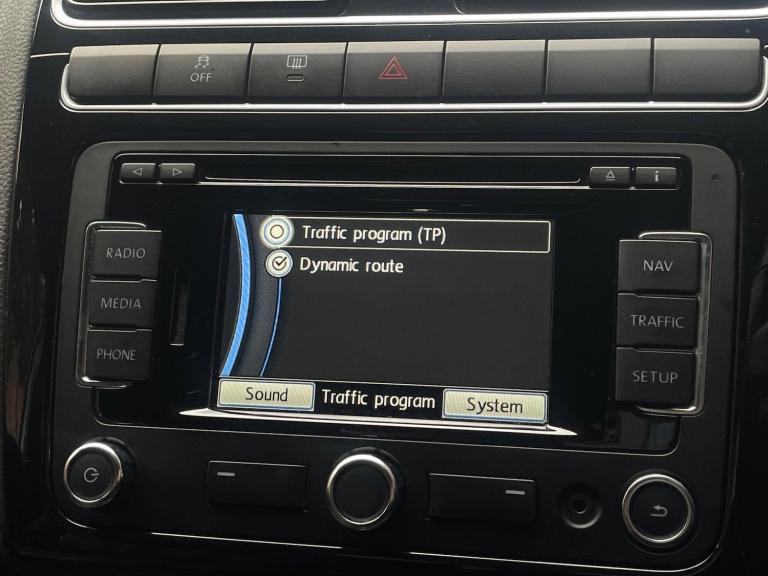 OFF
i
Traffic program (TP)
Dynamic route
RADIO
MEDIA
PHONE
NAV
TRAFFIC
SETUP
Sound
Traffic program
System